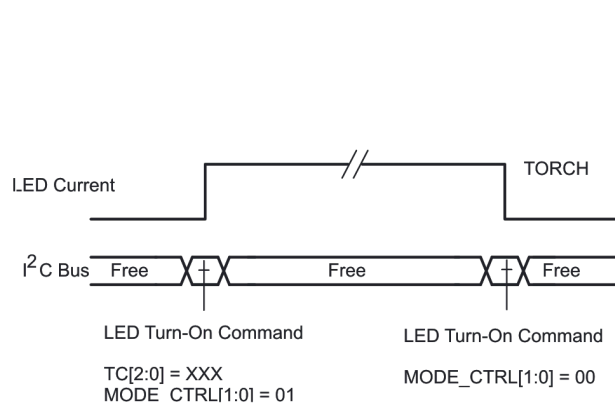 LED Current
TORCH
I2C Bus
Free
Free
Free
LED Turn-On Command
TC[2:0] = XXX
MODE_CTRL[1:0] = 01
LED Turn-On Command
MODE_CTRL[1:0] = 00